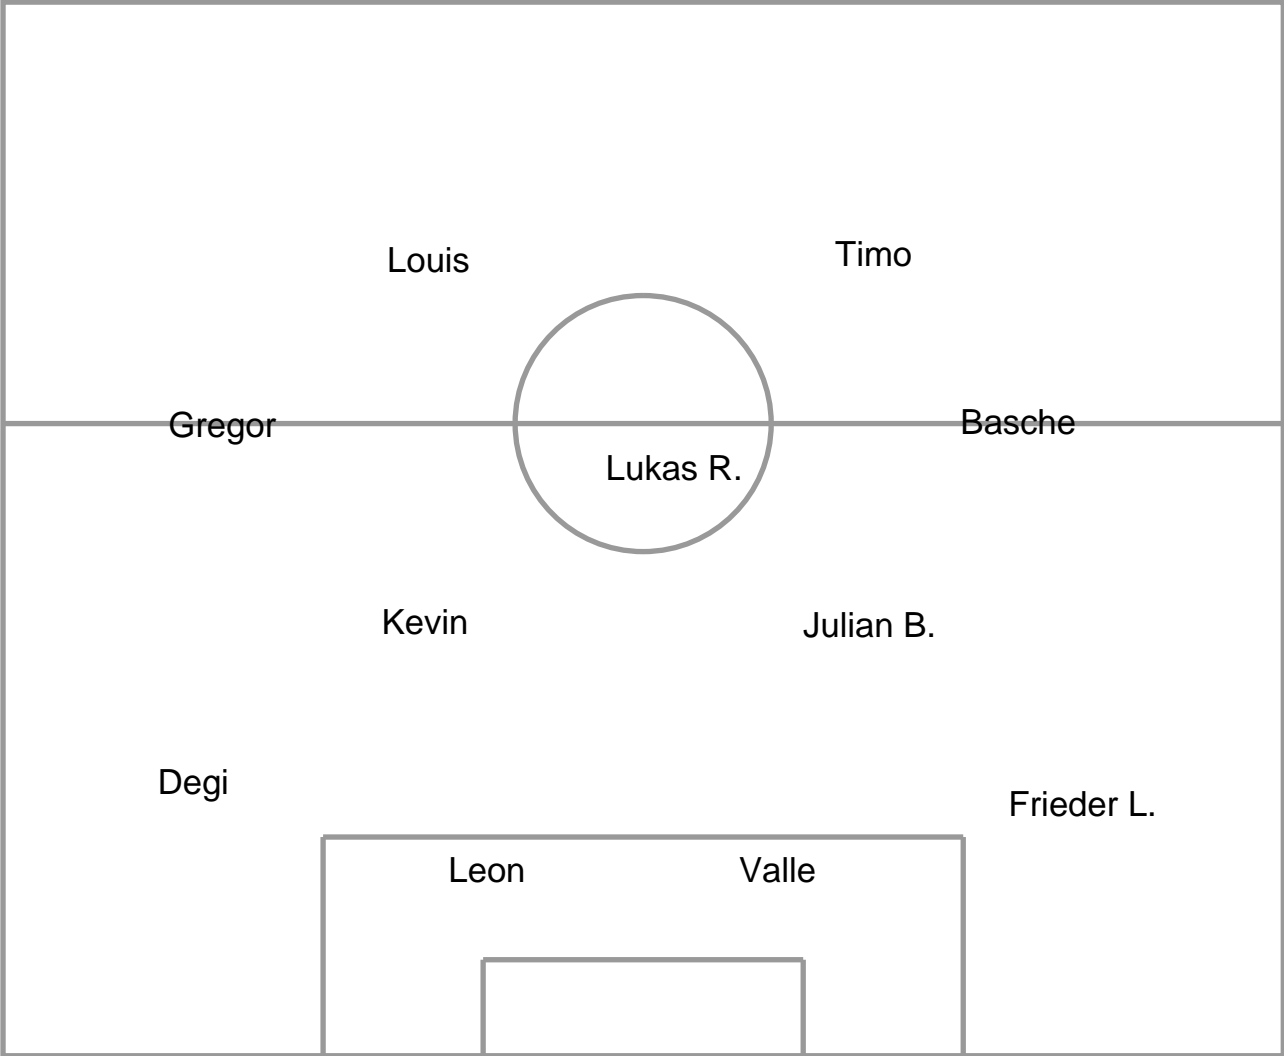 Louis
Timo
Gregor
Basche
Lukas R.
Kevin
Julian B.
Degi
Frieder L.
Leon
Valle